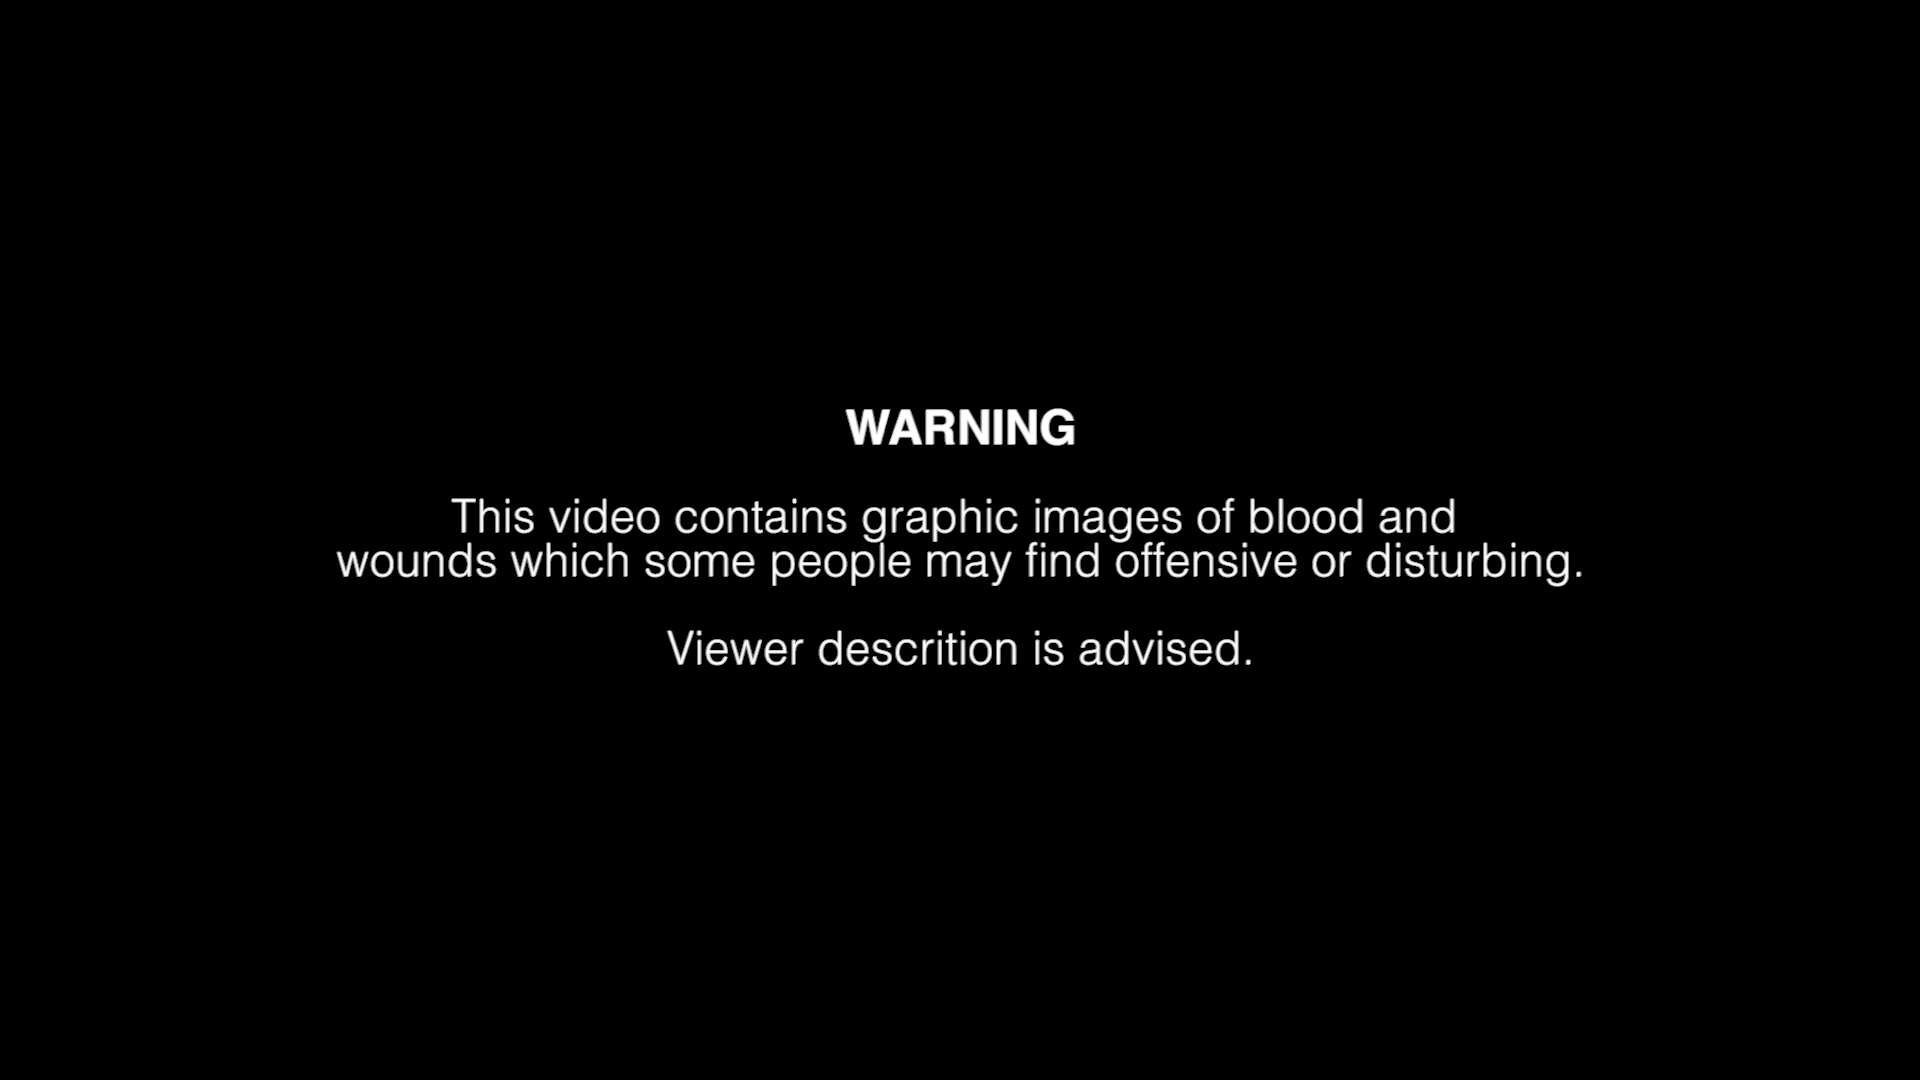 WARNING
This video contains graphic images of blood and
wounds which some people may find offensive or disturbing.
Viewer descrition is advised.